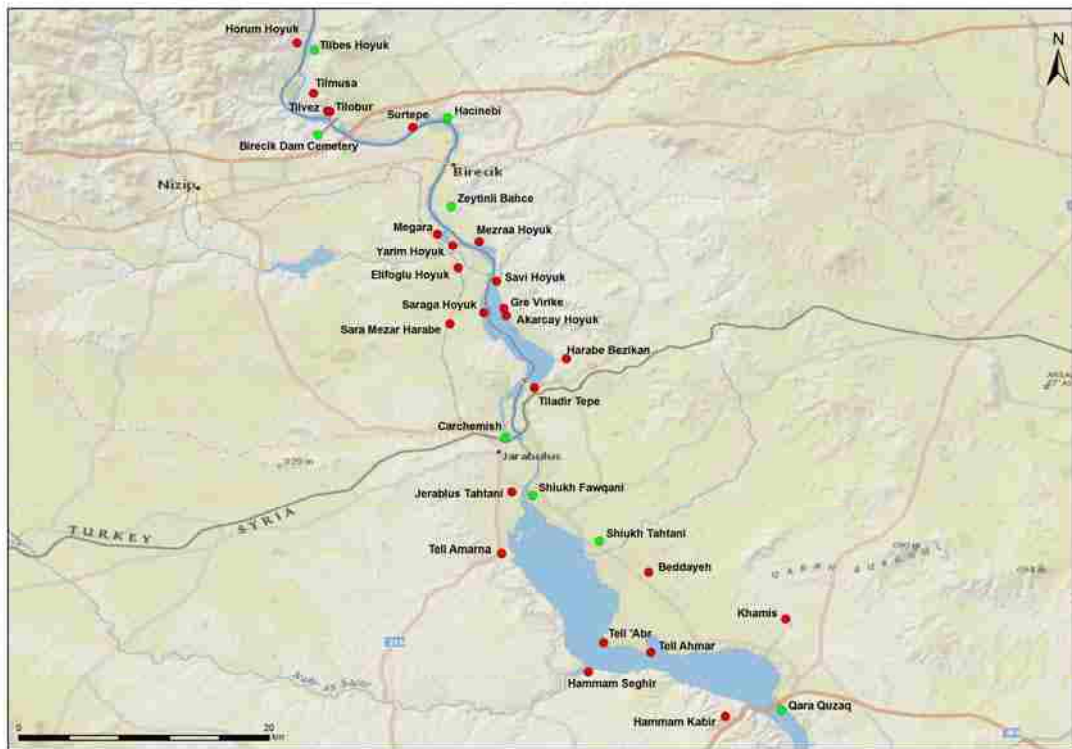 Horum Hoyuk
N
Tilbes Hoyuk
Tilmusa
Tilvez
Tilobur
Surtepe
Hacinebi
Birecik Dam Cemetery
Birecik
Nizip
Zeytinli Bahce
Megara
Mezraa Hoyuk
Yarim Hoyuk
Elifoglu Hoyuk
Savi Hoyuk
Saraga Hoyuk
Gre Virike
Akarcay Hoyuk
Sara Mezar Harabe
Harabe Bezikan
Tiladir Tepe
Carchemish
Jarabulus
Jerablus Tahtani
Shiukh Fawqani
TURKEY
SYRIA
Shiukh Tahtani
Tell Amarna
Beddayeh
Khamis
Tell 'Abr
Tell Ahmar
Hammam Seghir
Qara Quzaq
Hammam Kabir
0
20